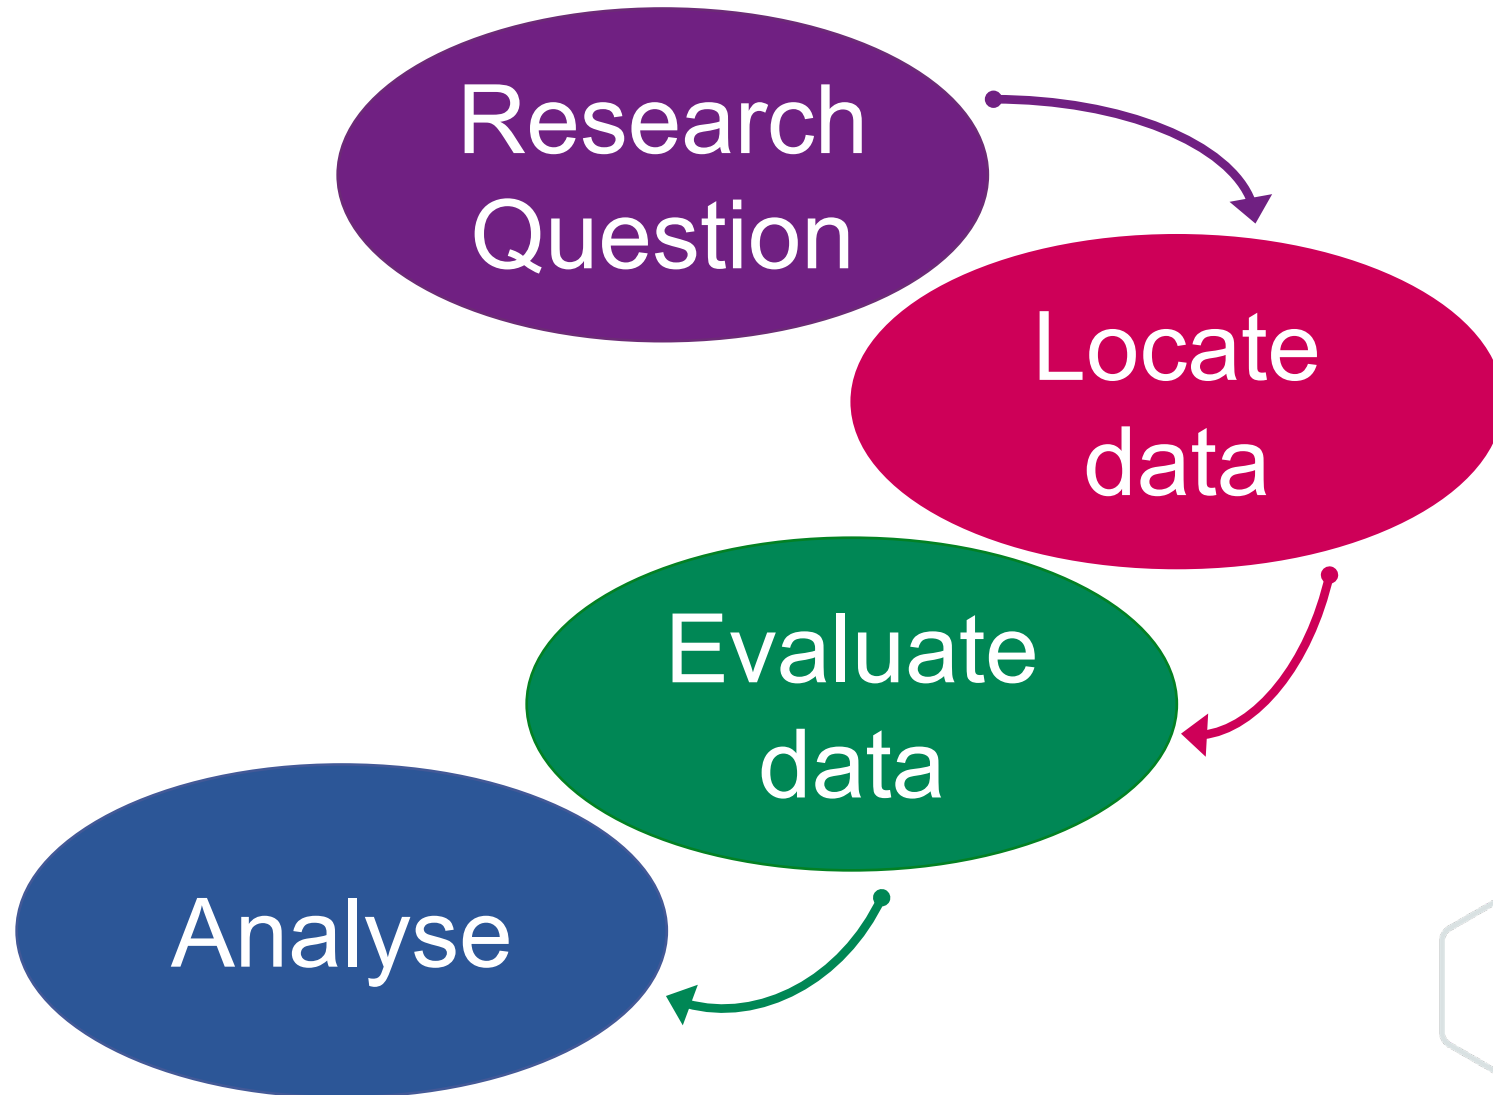 Research
Question
Locate
data
Evaluate
data
Analyse